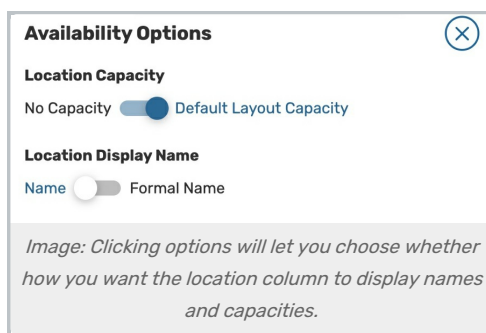 Availability Options
Location Capacity
No Capacity Default Layout Capacity
Location Display Name
Name Formal Name
Image: Clicking options will let you choose whether
how you want the location column to display names
and capacities.